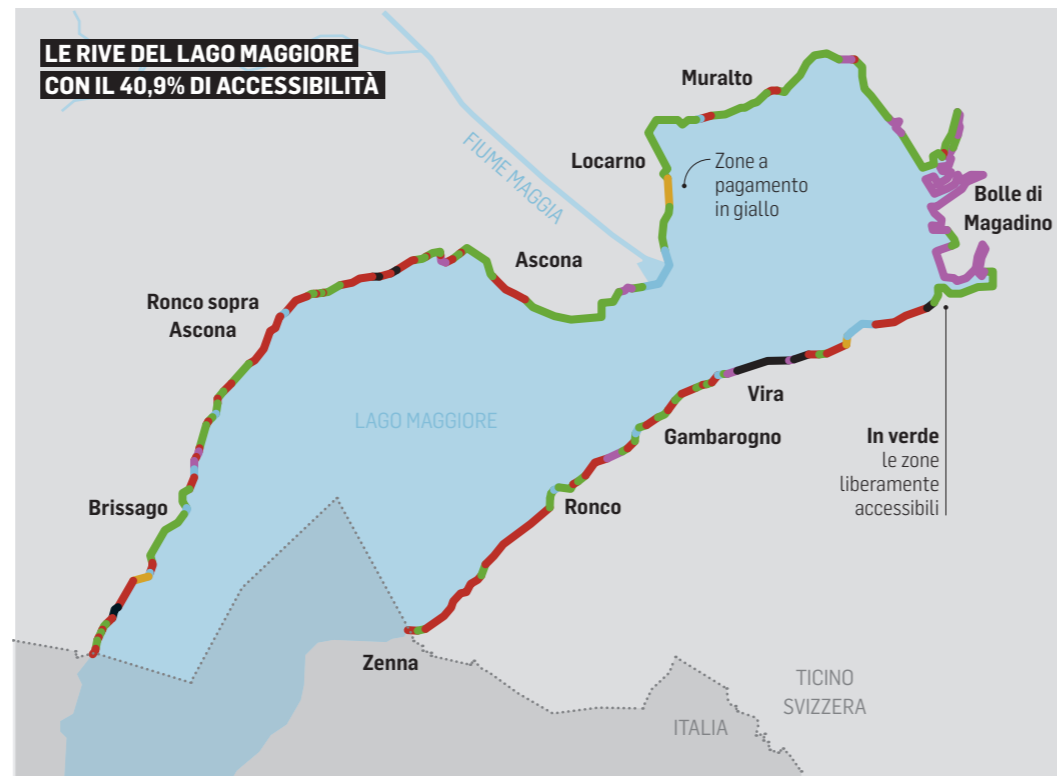 LE RIVE DEL LAGO MAGGIORE
CON IL 40,9% DI ACCESSIBILITÀ
Muralto
FIUME MAGGIA
Locarno
Zone a
pagamento
in giallo
Bolle di
Magadino
Ascona
Ronco sopra
Ascona
Vira
LAGO MAGGIORE
Gambarogno
In verde
le zone
liberamente
accessibili
Brissago
Ronco
Zenna
TICINO
SVIZZERA
ITALIA